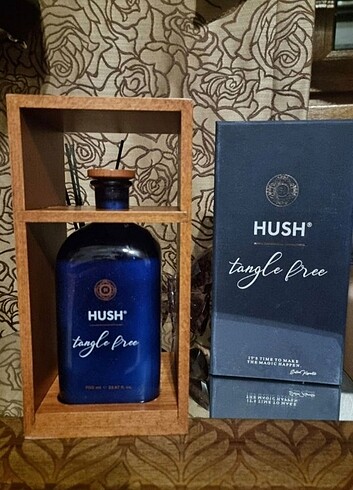 HUSH®
tangle free
HUSH®
tangle free
IT'S TIME TO MAKE
THE MAGIC HAPPEN